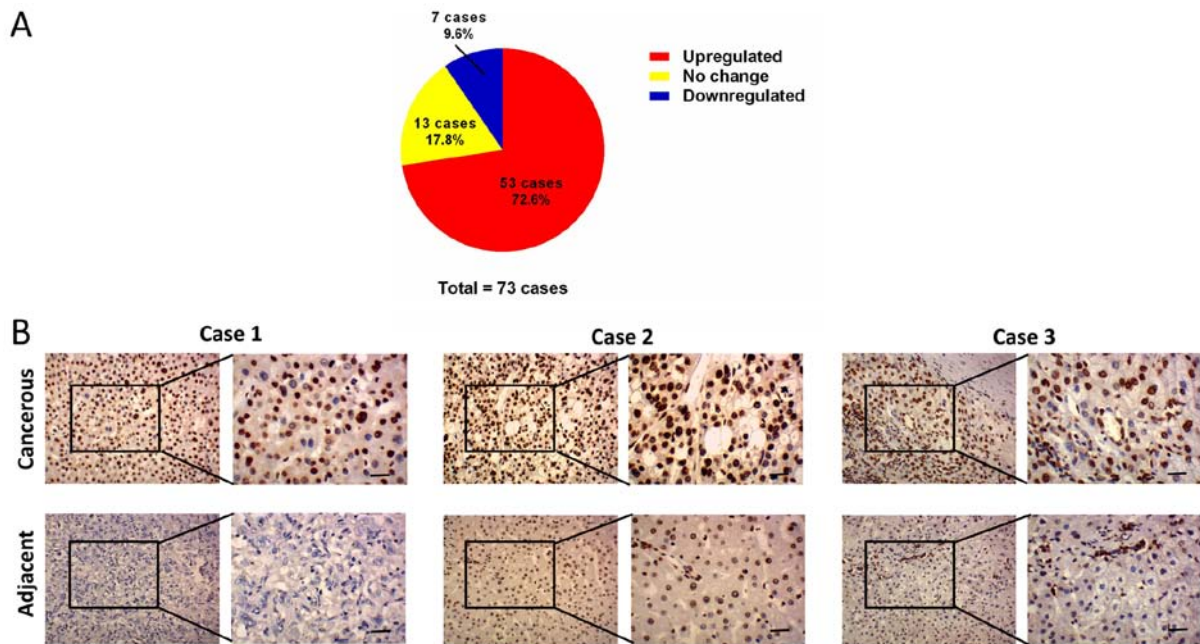 A
7 cases
9.6%
Upregulated
No change
Downregulated
13 cases
17.8%
53 cases
72.6%
Total = 73 cases
B
Case 1
Case 2
Case 3
Cancerous
Adjacent